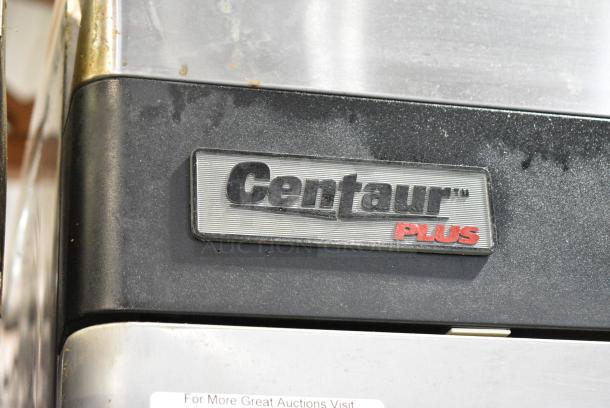 Centaur™
PLUS
For More Great Auctions Visit